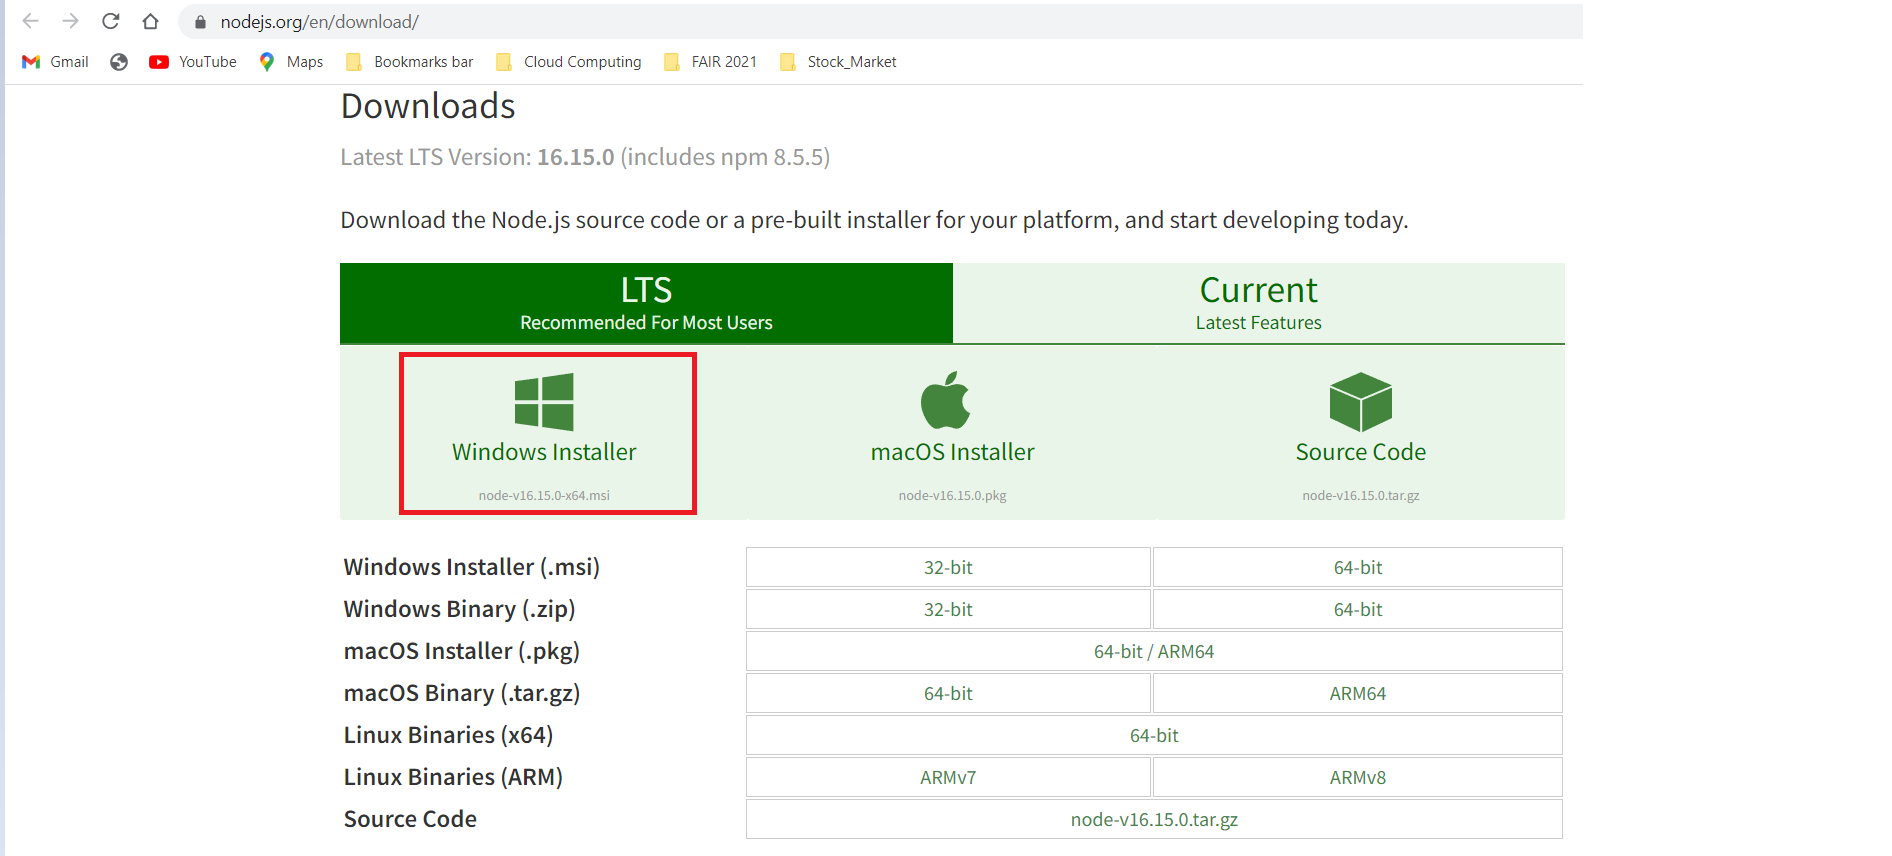 nodejs.org/en/download/
Gmail YouTube Maps Bookmarks bar Cloud Computing FAIR 2021 Stock_Market
Downloads
Latest LTS Version: 16.15.0 (includes npm 8.5.5)
Download the Node.js source code or a pre-built installer for your platform, and start developing today.
LTS
Recommended For Most Users
Current
Latest Features
Windows Installer
node-v16.15.0-x64.msi
macOS Installer
node-v16.15.0.pkg
Source Code
node-v16.15.0.tar.gz
Windows Installer (.msi) 32-bit 64-bit
Windows Binary (.zip) 32-bit 64-bit
macOS Installer (.pkg) 64-bit / ARM64
macOS Binary (.tar.gz) 64-bit ARM64
Linux Binaries (x64) 64-bit
Linux Binaries (ARM) ARMv7 ARMv8
Source Code node-v16.15.0.tar.gz